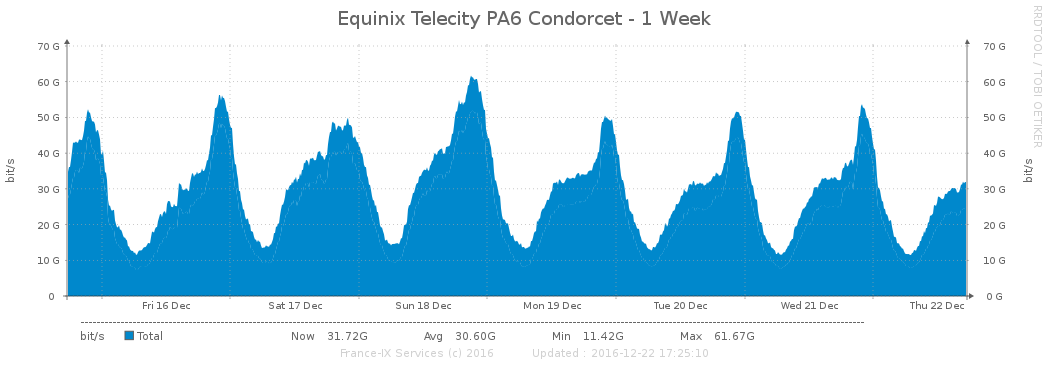 Equinix Telecity PA6 Condorcet - 1 Week
RRDTOOL / TOBI OETIKER
bit/s
70 G 70 G
60 G 60 G
50 G 50 G
40 G 40 G
30 G 30 G
20 G 20 G
10 G 10 G
0 0 G
bit/s
Fri 16 Dec Sat 17 Dec Sun 18 Dec Mon 19 Dec Tue 20 Dec Wed 21 Dec Thu 22 Dec
bit/s Total Now 31.72G Avg 30.60G Min 11.42G Max 61.67G
France-IX Services (c) 2016 Updated : 2016-12-22 17:25:10